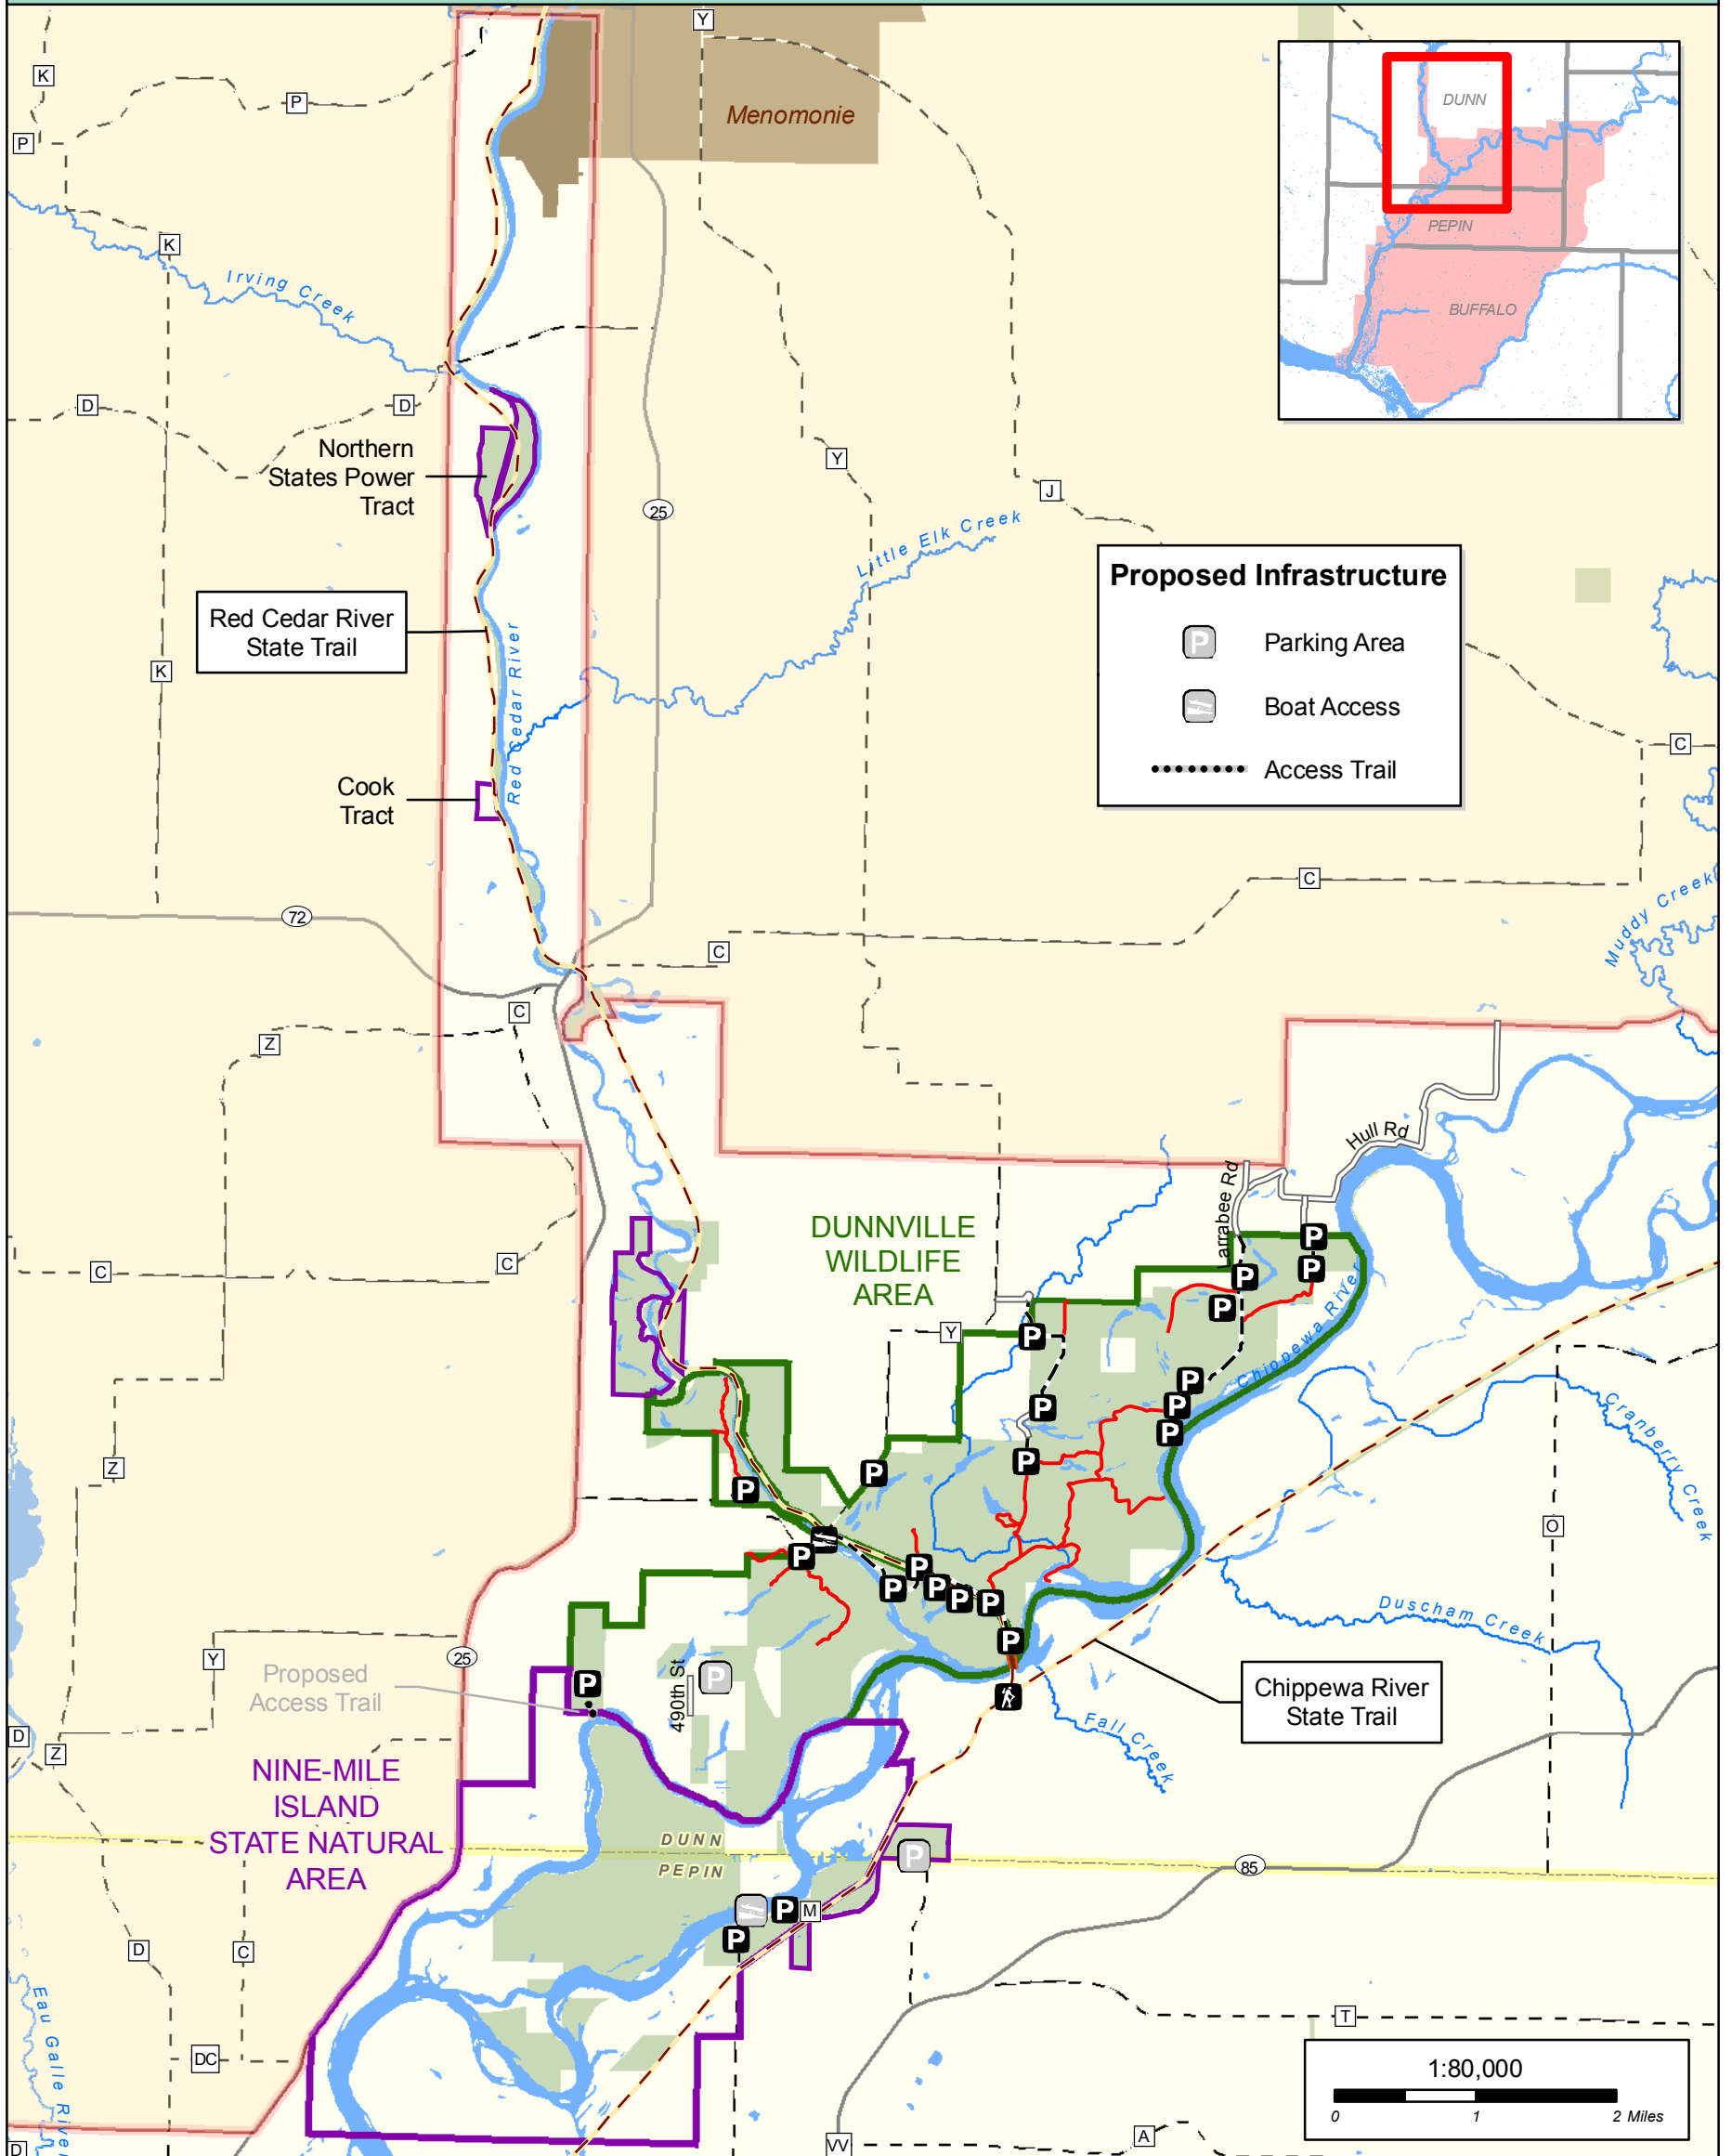 Y
K
P
P
Menomonie
DUNN
PEPIN
BUFFALO
K
Irving Creek
D
D
Northern
States Power
Tract
Y
25
J
Little Elk Creek
Proposed Infrastructure
P
Parking Area
Boat Access
Access Trail
Red Cedar River
State Trail
K
Red Cedar River
C
Cook
Tract
C
Muddy Creek
72
C
C
Z
Hull Rd
Larrabee Rd
DUNNVILLE
WILDLIFE
AREA
P
P
P
P
C
C
Chippewa River
Y
P
P
P
P
P
P
Cranberry
Creek
Z
P
P
O
P
P
P
P
P
P
Duscham Creek
P
Y
25
Proposed
Access Trail
P
P
490th St
Chippewa River
State Trail
Fall Creek
D
Z
NINE-MILE
ISLAND
STATE NATURAL
AREA
DUNN
PEPIN
P
85
P
M
P
D
C
Eau Galle River
T
DC
1:80,000
0
1
2 Miles
D
VV
A